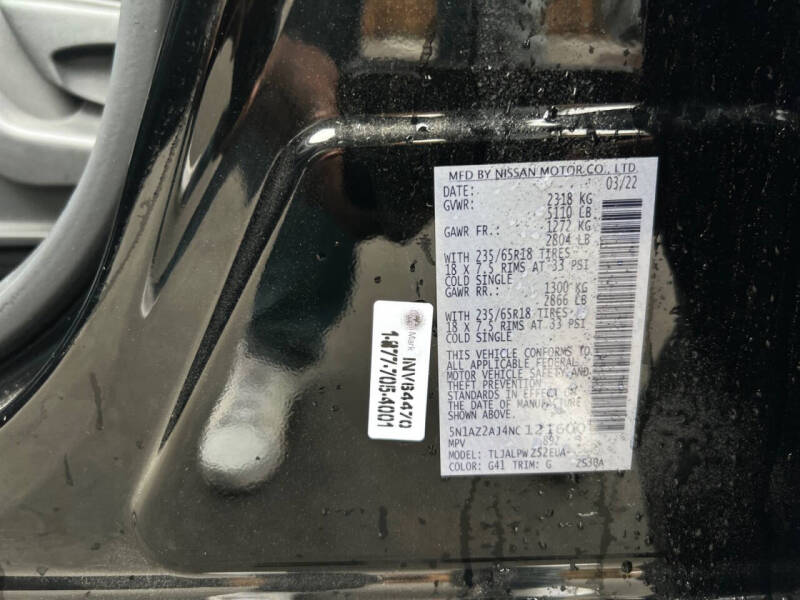 MFD BY NISSAN MOTOR CO., LTD.
DATE: 03/22
GVWR: 2318 KG
5110 LB
GAWR FR.: 1272 KG
2804 LB
WITH 235/65R18 TIRES
18 X 7.5 RIMS AT 33 PSI
COLD SINGLE
GAWR RR.: 1300 KG
2866 LB
WITH 235/65R18 TIRES
18 X 7.5 RIMS AT 33 PSI
COLD SINGLE
THIS VEHICLE CONFORMS TO
ALL APPLICABLE FEDERAL
MOTOR VEHICLE SAFETY AND
THEFT PREVENTION
STANDARDS IN EFFECT ON
THE DATE OF MANUFACTURE
SHOWN ABOVE.
MPV
MODEL: TLJALPW
COLOR: G41 TRIM: G
Mark
INV64470
1-877-705-4001